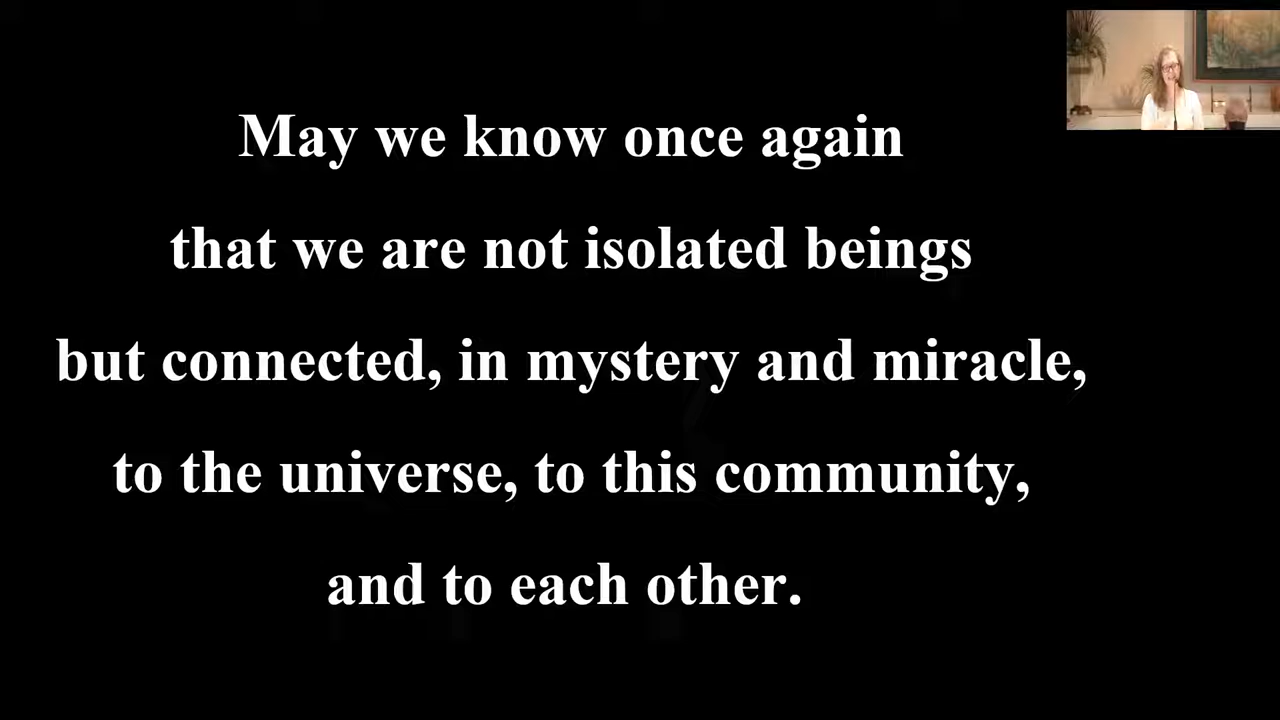 May we know once again
that we are not isolated beings
but connected, in mystery and miracle,
to the universe, to this community,
and to each other.